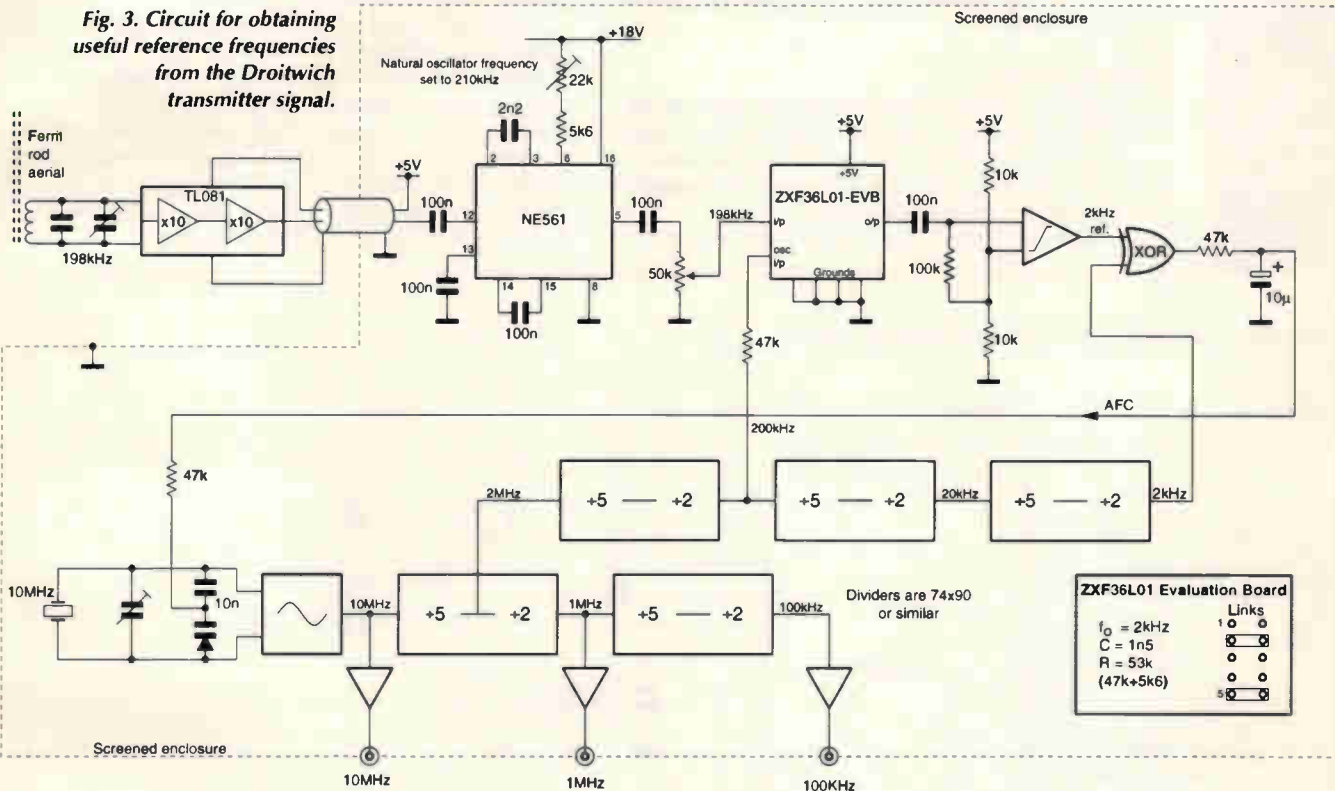 Fig. 3. Circuit for obtaining
useful reference frequencies
from the Droitwich
transmitter signal.
Screened enclosure
Natural oscillator frequency
set to 210kHz
+18V
22k
5k6
2n2
2
3
6
16
Ferrit
rod
aerial
TL081
x10
x10
198kHz
+5V
100n
12
NE561
5
100n
13
100n
14
15
8
100n
50k
198kHz
+5V
+5V
ZXF36L01-EVB
i/p
o/p
osc
i/p
Grounds
100n
100k
+5V
10k
10k
2kHz
ref.
XOR
47k
+
10µ
47k
AFC
200kHz
47k
2MHz
÷5 — ÷2
÷5 — ÷2
20kHz
÷5 — ÷2
2kHz
10MHz
10n
10MHz
÷5 ÷2
1MHz
÷5 — ÷2
100kHz
Dividers are 74x90
or similar
ZXF36L01 Evaluation Board
Links
fO = 2kHz
C = 1n5
R = 53k
(47k+5k6)
1
5
Screened enclosure
10MHz
1MHz
100KHz